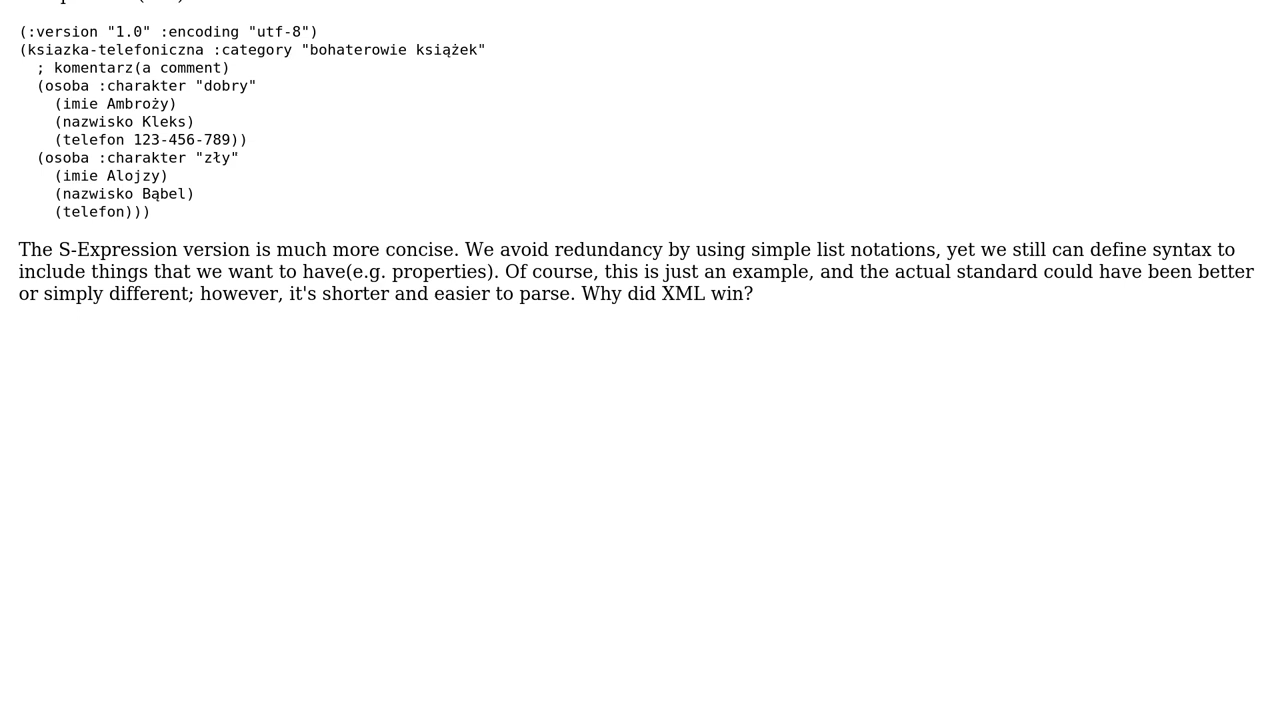 (:version "1.0" :encoding "utf-8")
(ksiazka-telefoniczna :category "bohaterowie książek"
  ; komentarz(a comment)
  (osoba :charakter "dobry"
    (imie Ambroży)
    (nazwisko Kleks)
    (telefon 123-456-789))
  (osoba :charakter "zły"
    (imie Alojzy)
    (nazwisko Bąbel)
    (telefon)))
The S-Expression version is much more concise. We avoid redundancy by using simple list notations, yet we still can define syntax to
include things that we want to have(e.g. properties). Of course, this is just an example, and the actual standard could have been better
or simply different; however, it's shorter and easier to parse. Why did XML win?